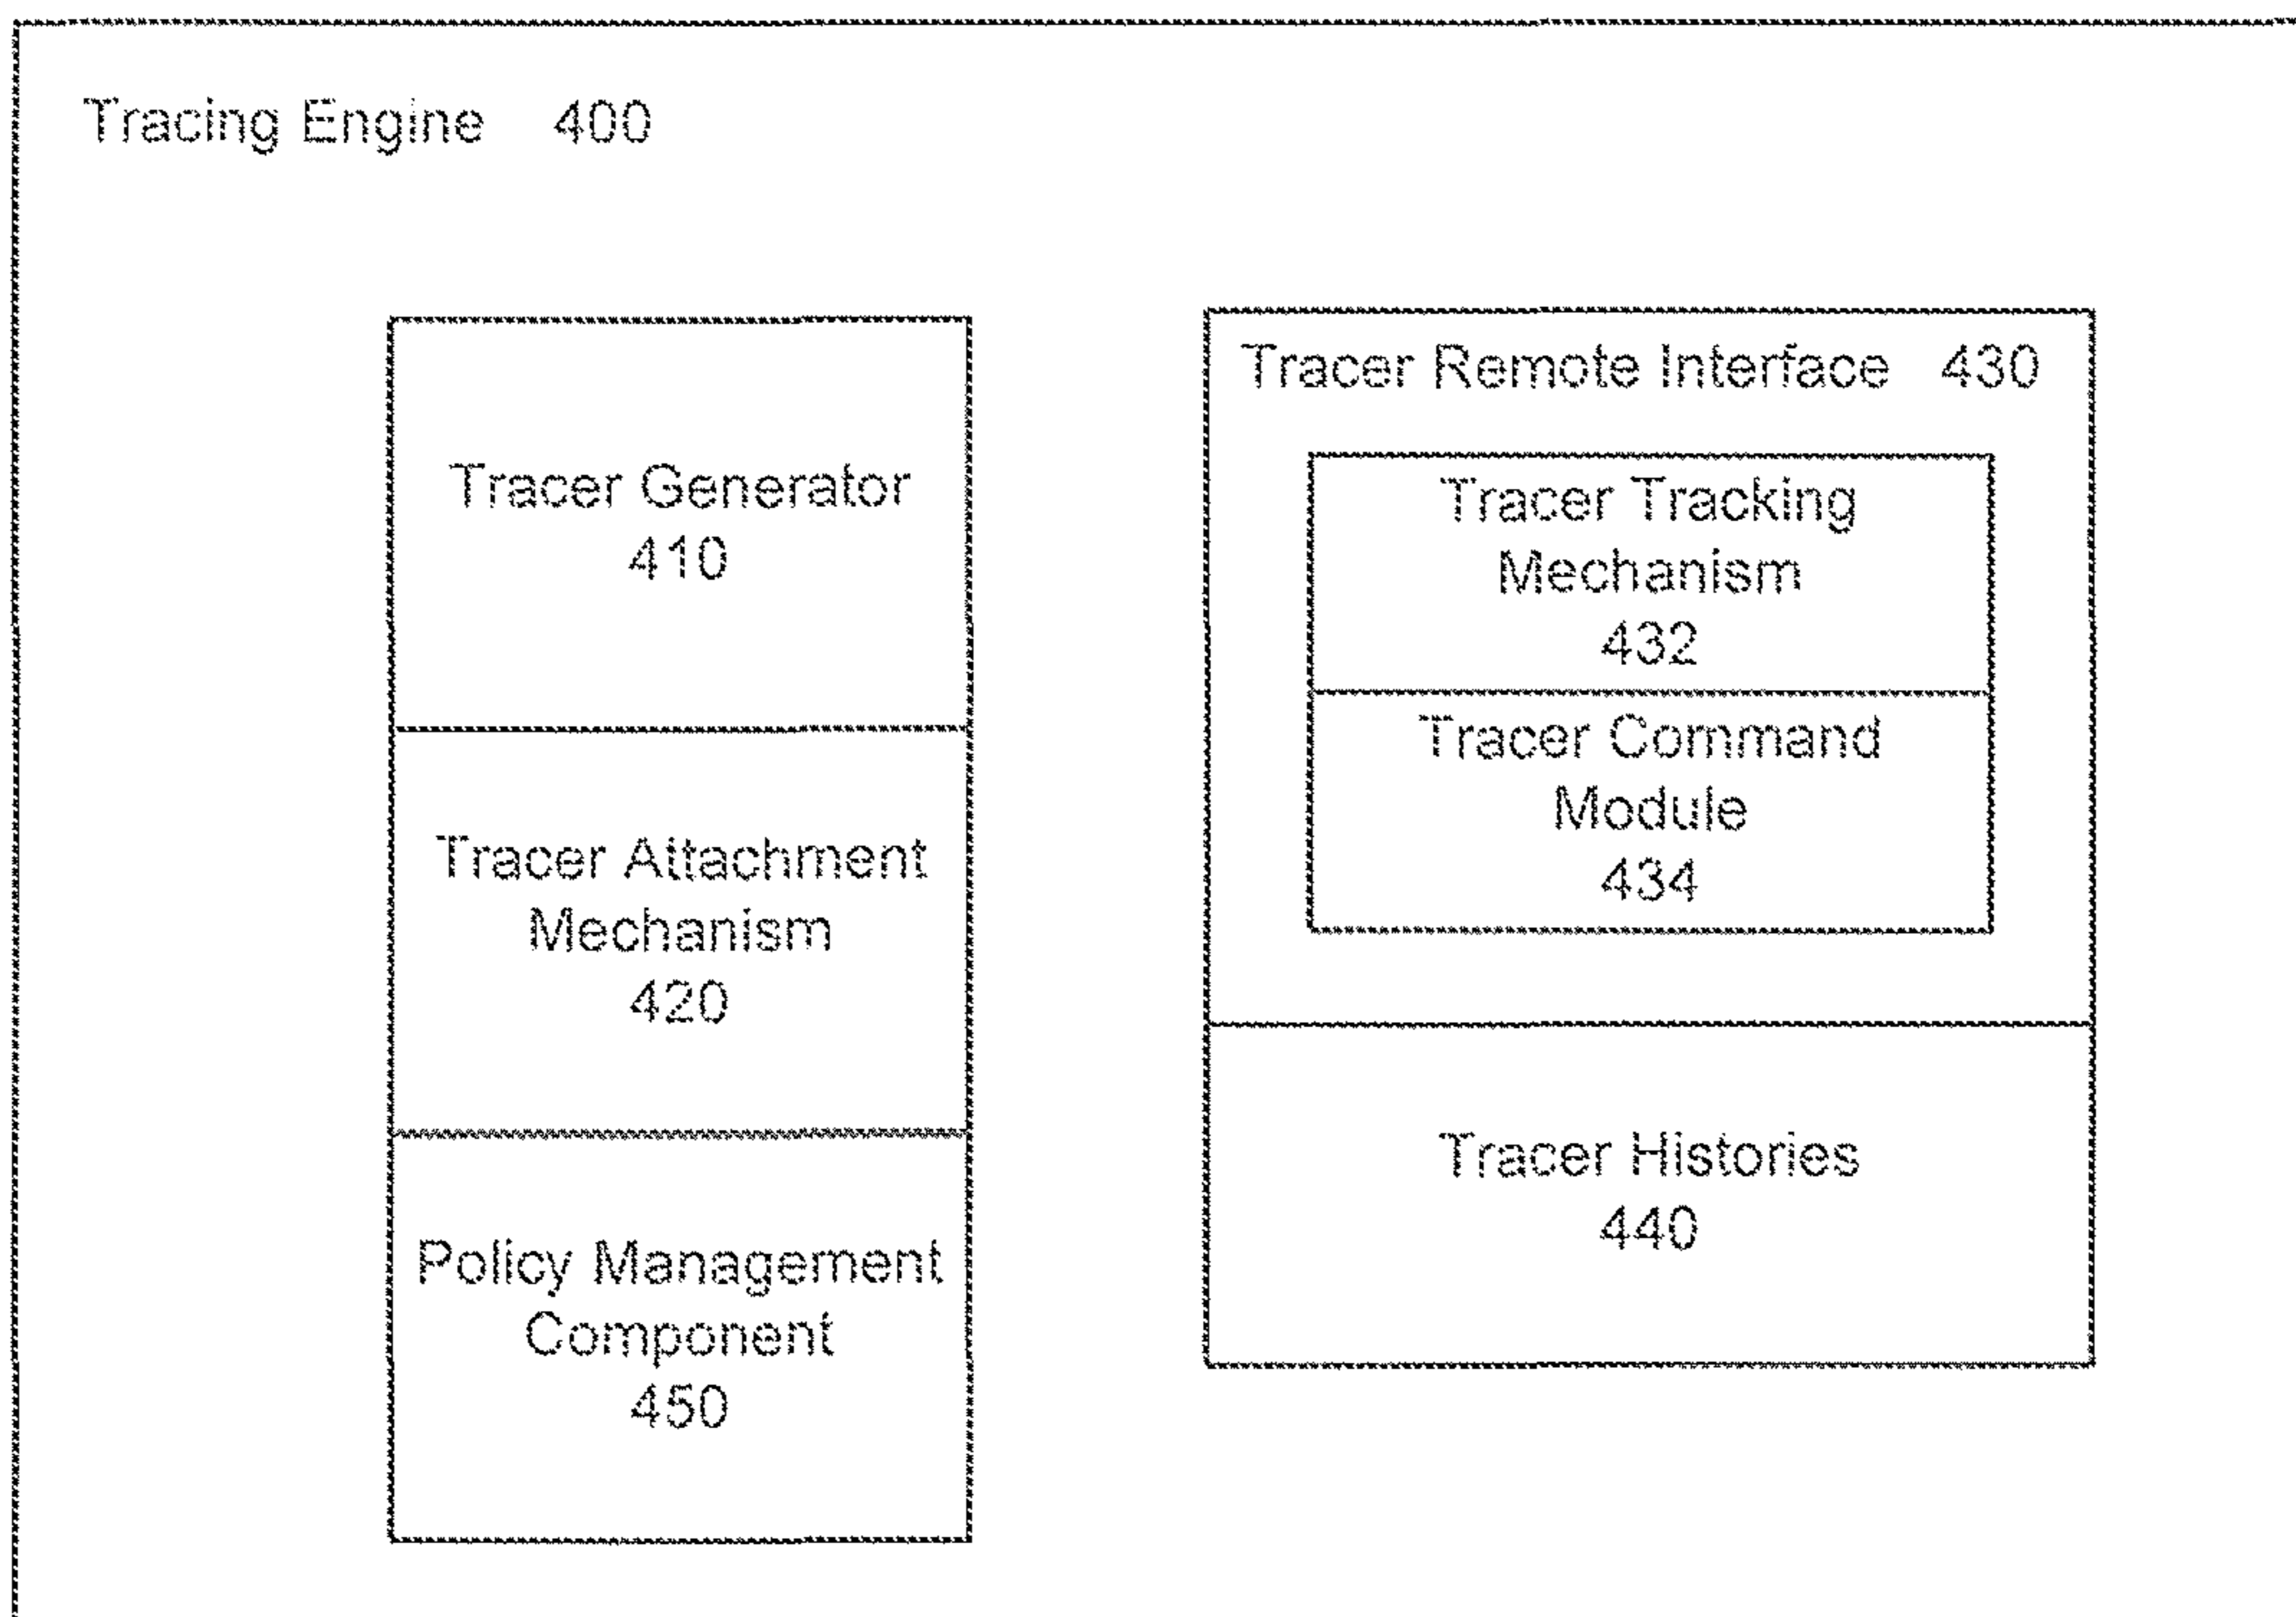 Tracing Engine 400
Tracer Generator
410
Tracer Attachment
Mechanism
420
Policy Management
Component
450
Tracer Remote Interface 430
Tracer Tracking
Mechanism
432
Tracer Command
Module
434
Tracer Histories
440